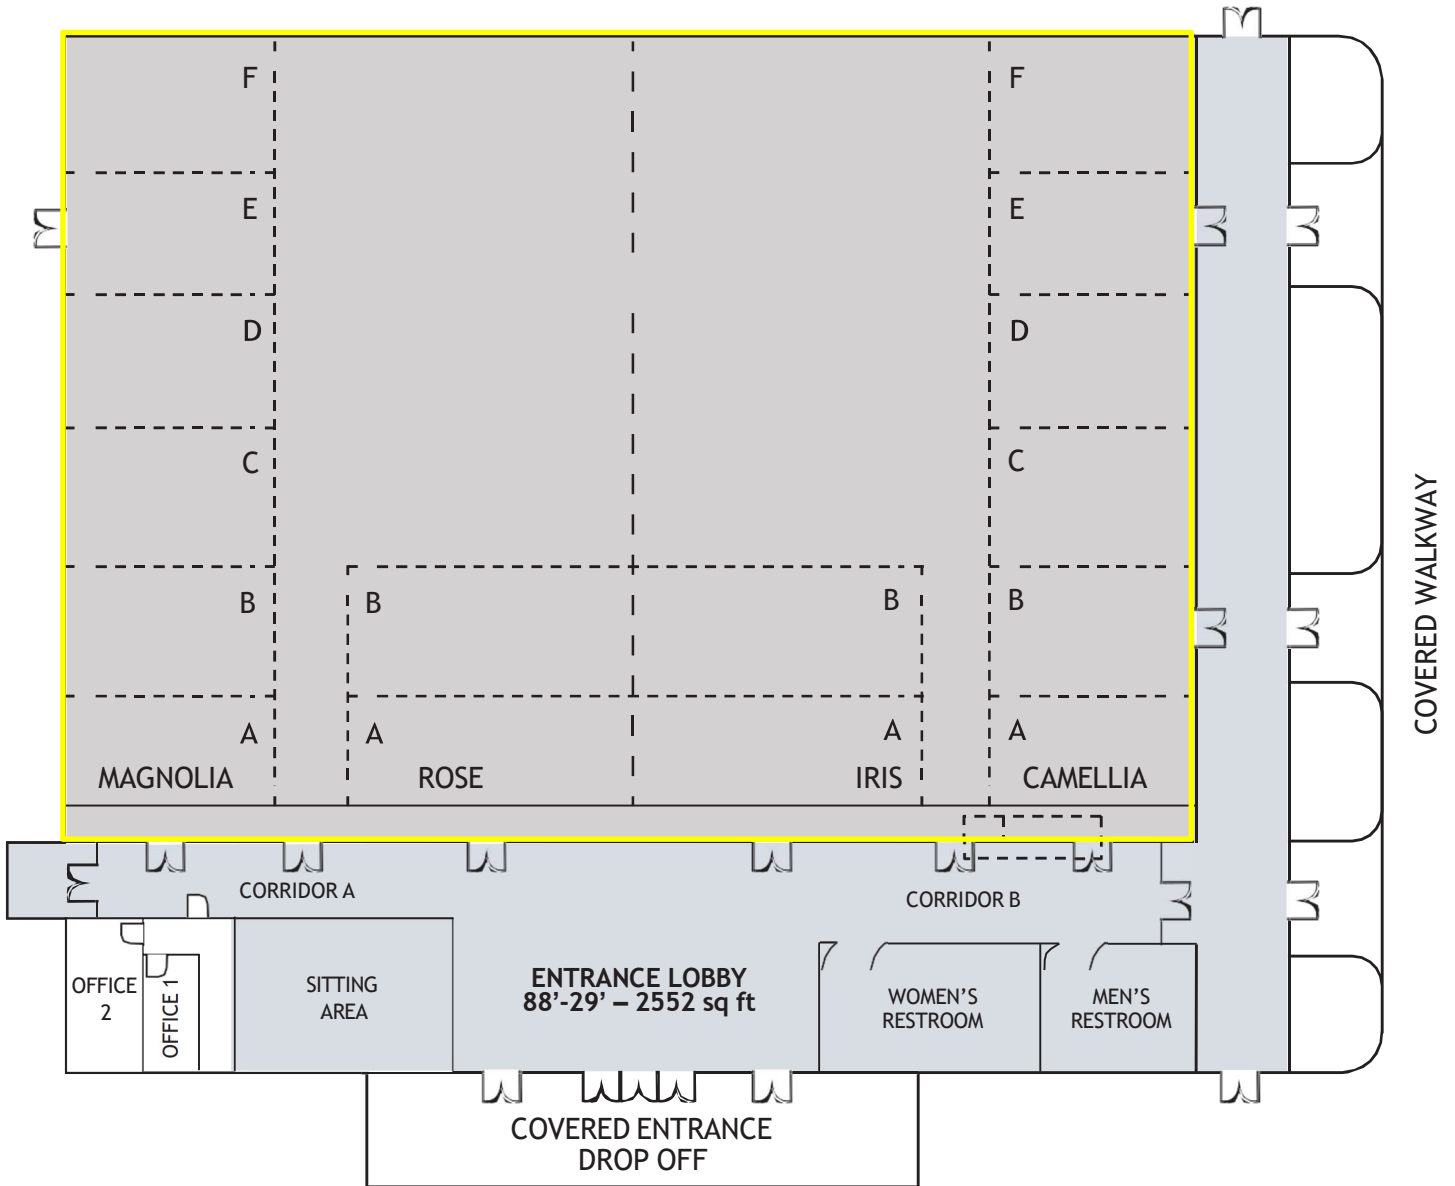 F
F
E
E
D
D
C
C
B
B
B
B
A
A
A
A
MAGNOLIA
ROSE
IRIS
CAMELLIA
COVERED WALKWAY
CORRIDOR A
CORRIDOR B
OFFICE
2
OFFICE 1
SITTING
AREA
ENTRANCE LOBBY
88’-29’ – 2552 sq ft
WOMEN’S
RESTROOM
MEN’S
RESTROOM
COVERED ENTRANCE
DROP OFF